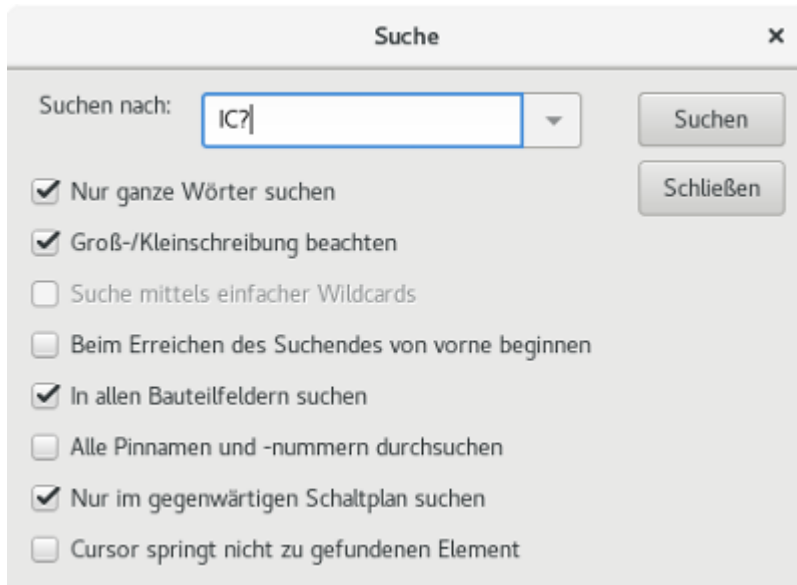 Suche
Suchen nach: IC? Suchen
Schließen
Nur ganze Wörter suchen
Groß-/Kleinschreibung beachten
Suche mittels einfacher Wildcards
Beim Erreichen des Suchendes von vorne beginnen
In allen Bauteilfeldern suchen
Alle Pinnamen und -nummern durchsuchen
Nur im gegenwärtigen Schaltplan suchen
Cursor springt nicht zu gefundenen Element